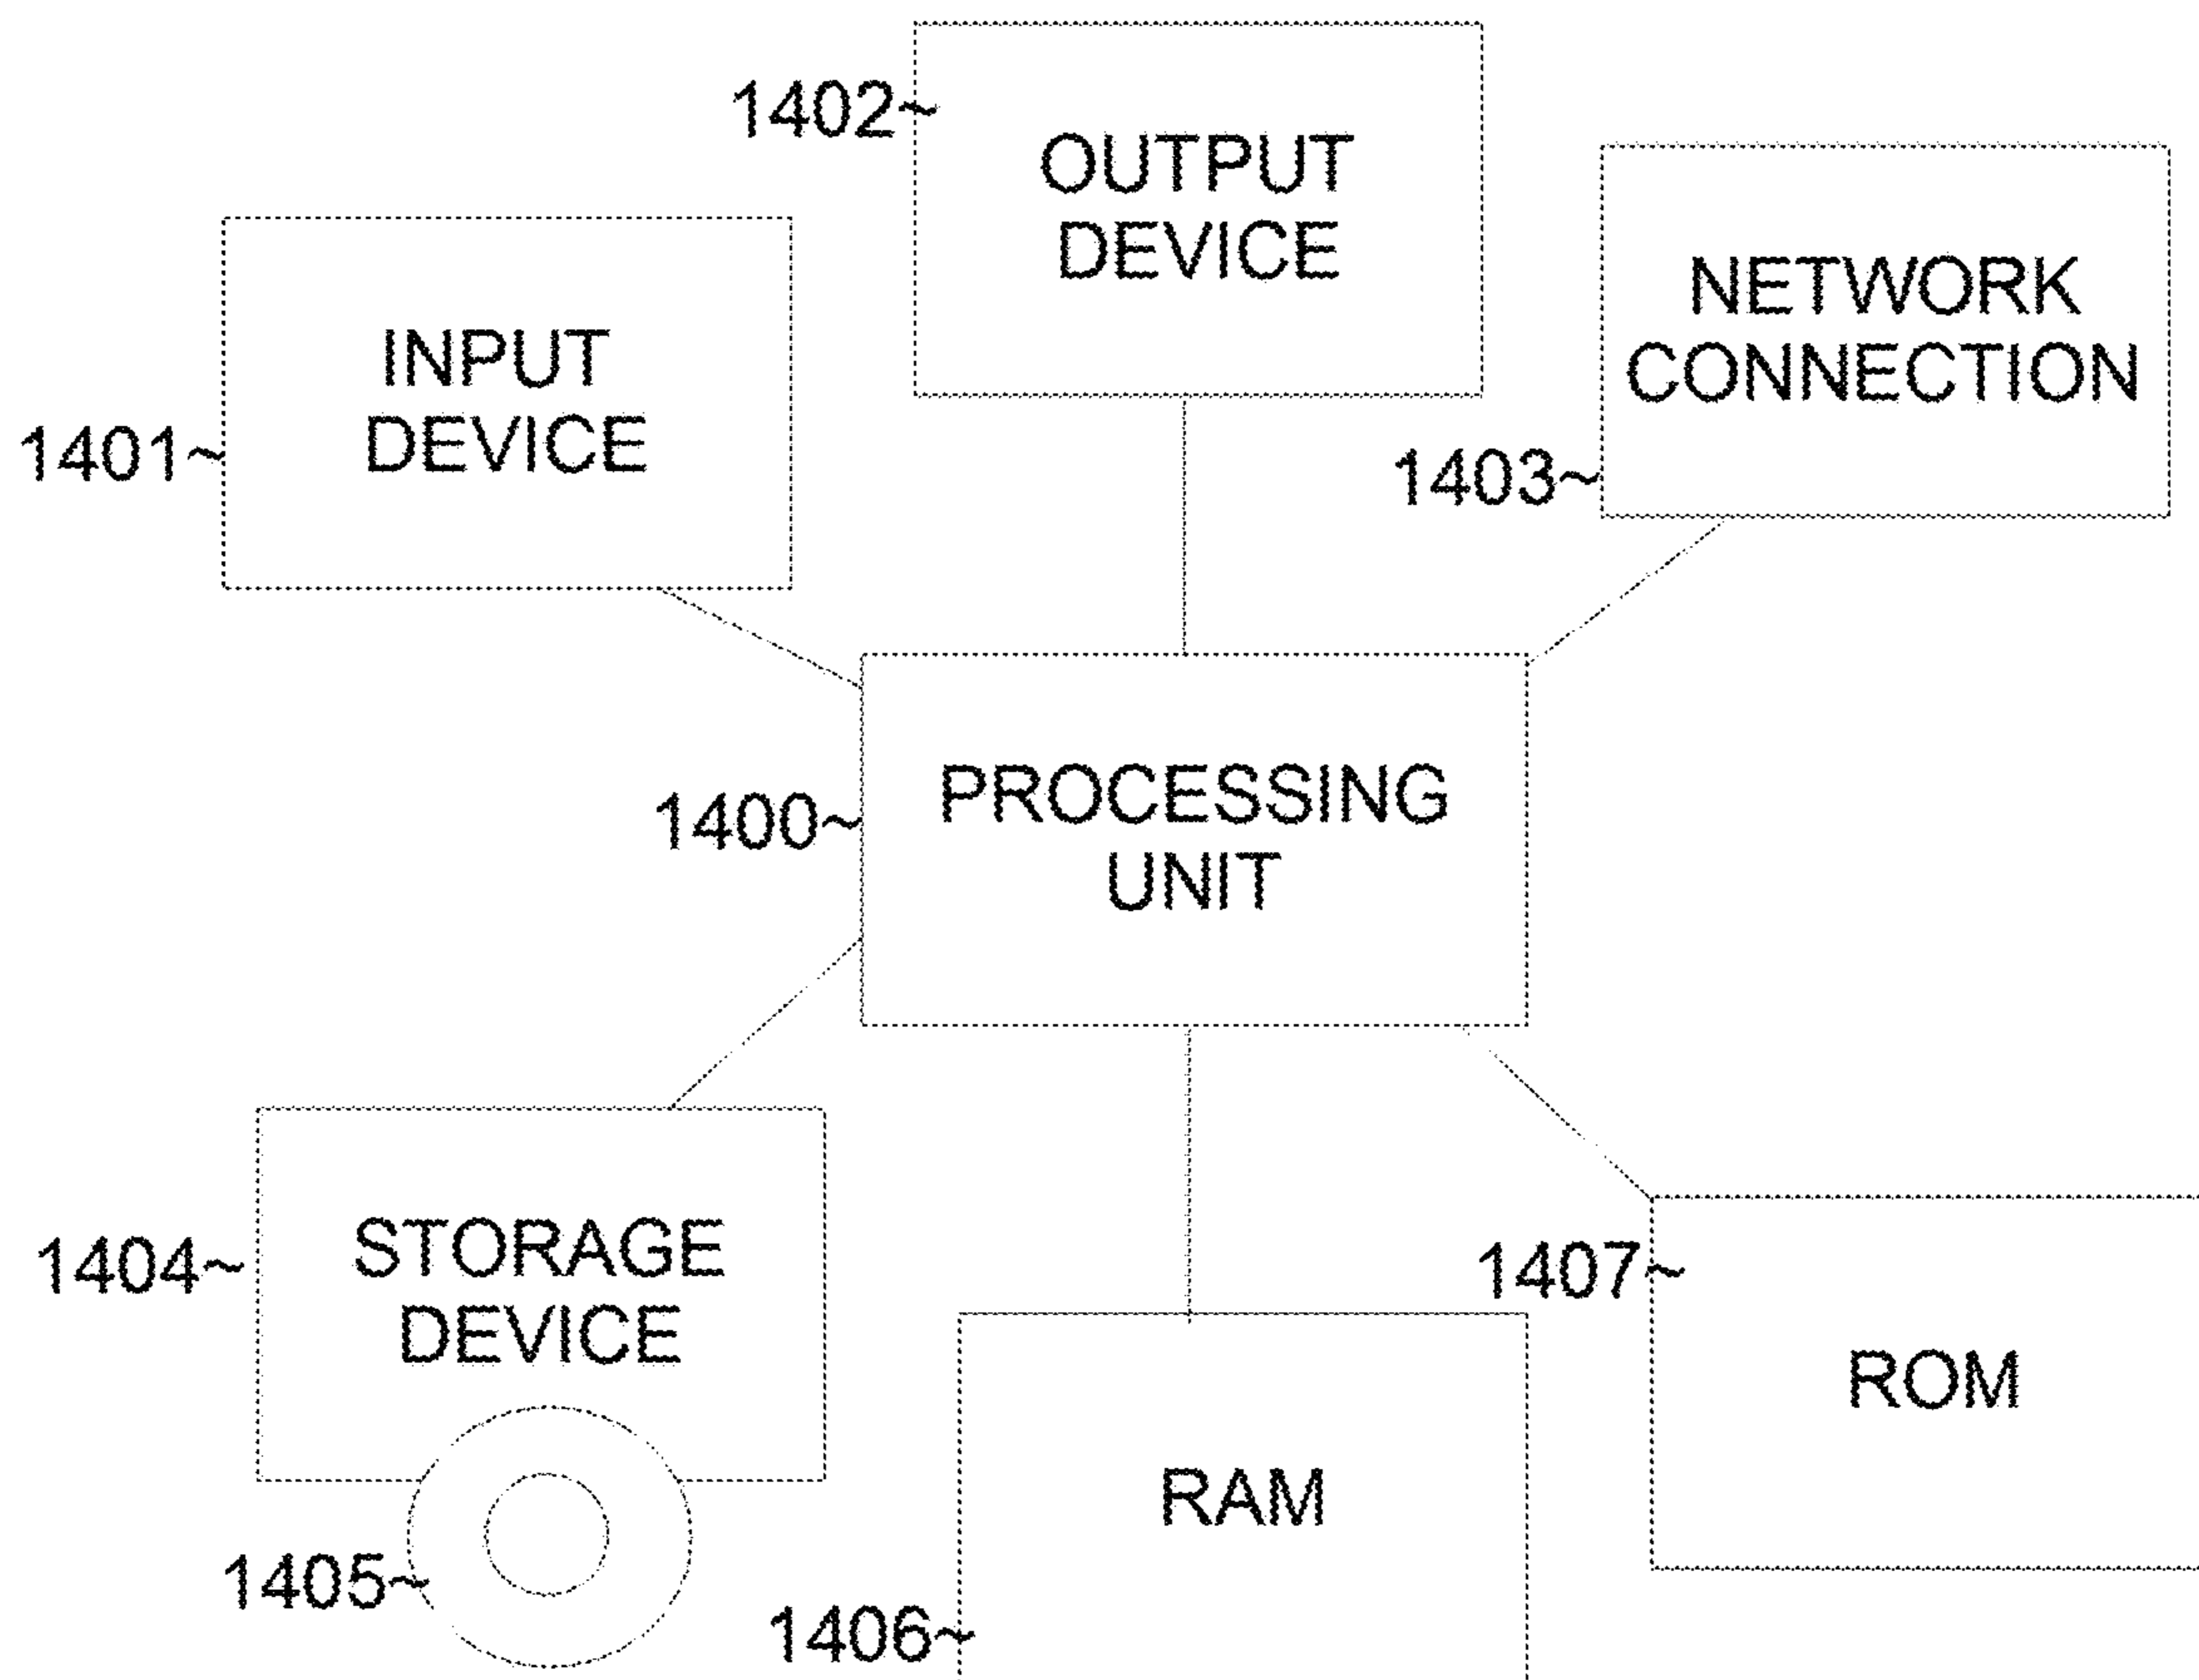 1402~
OUTPUT
DEVICE
NETWORK
CONNECTION
1403~
INPUT
DEVICE
1401~
PROCESSING
UNIT
1400~
STORAGE
DEVICE
1404~
1405~
RAM
1406~
1407~
ROM